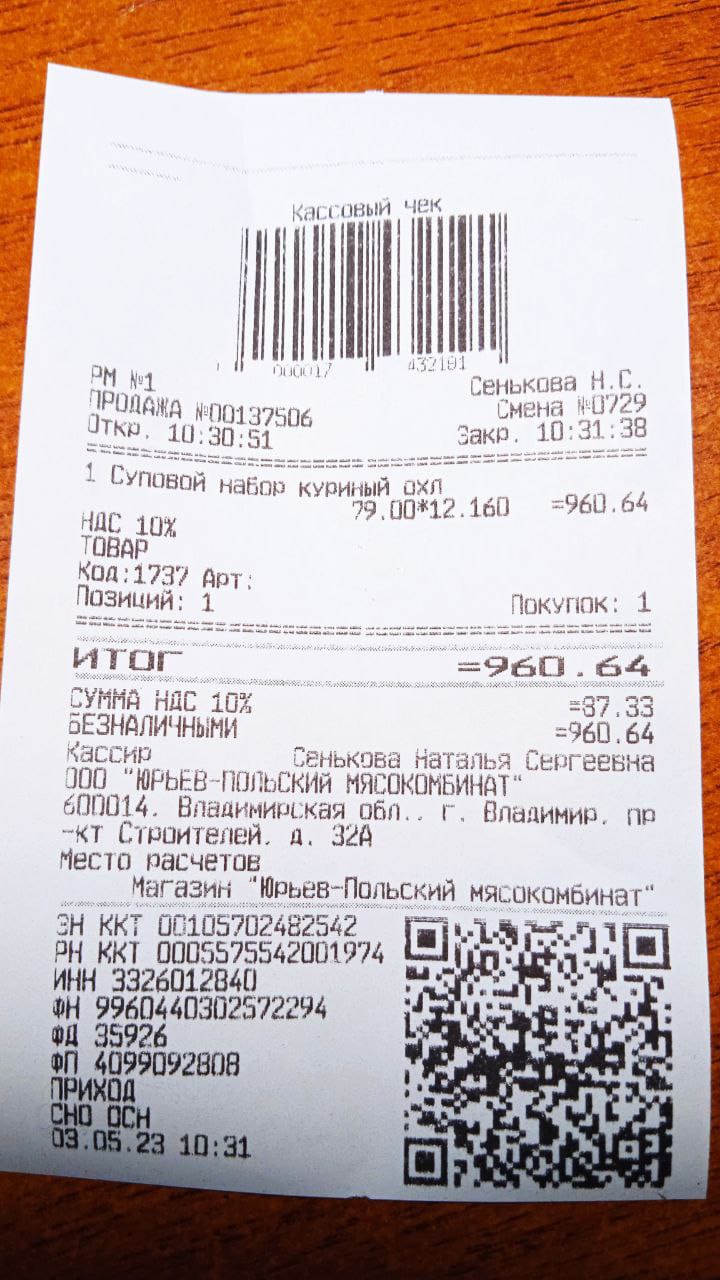 Кассовый чек
000017 432191
РМ №1 Сенькова Н.С.
ПРОДАЖА №00137506 Смена №0729
Откр. 10:30:51 Закр. 10:31:38
1 Суповой набор куриный охл
79.00*12.160 =960.64
НДС 10%
ТОВАР
Код:1737 Арт:
Позиций: 1 Покупок: 1
ИТОГ =960.64
СУММА НДС 10% =87.33
БЕЗНАЛИЧНЫМИ =960.64
Кассир Сенькова Наталья Сергеевна
ООО "ЮРЬЕВ-ПОЛЬСКИЙ МЯСОКОМБИНАТ"
600014, Владимирская обл., г. Владимир, пр
-кт Строителей, д. 32А
Место расчетов
Магазин "Юрьев-Польский мясокомбинат"
ЗН ККТ 00105702482542
РН ККТ 0005575542001974
ИНН 3326012840
ФН 9960440302572294
ФД 35926
ФП 4099092808
ПРИХОД
СНО ОСН
03.05.23 10:31